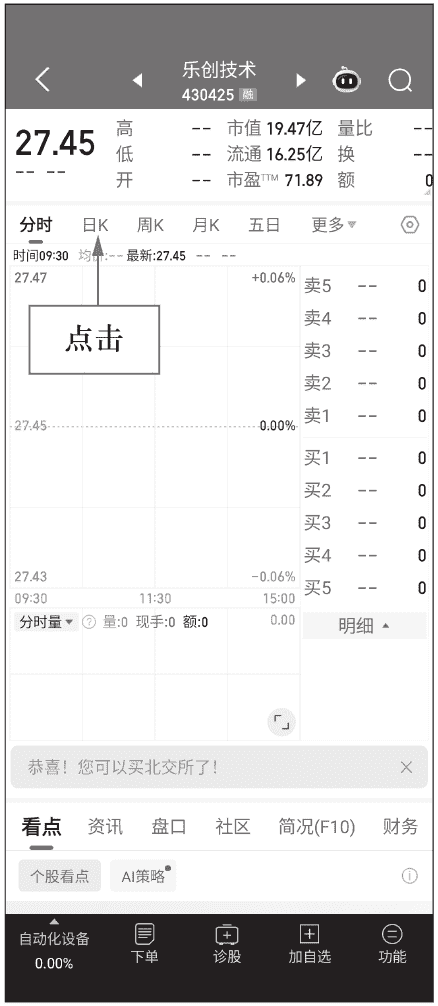 乐创技术
430425 融
27.45
-- --
高 -- 市值 19.47亿 量比 --
低 -- 流通 16.25亿 换 --
开 -- 市盈TTM 71.89 额 0
分时 日K 周K 月K 五日 更多
时间09:30 均价:-- 最新:27.45 -- --
27.47 +0.06%
点击
27.45 0.00%
27.43 -0.06%
09:30 11:30 15:00
卖5 -- 0
卖4 -- 0
卖3 -- 0
卖2 -- 0
卖1 -- 0
买1 -- 0
买2 -- 0
买3 -- 0
买4 -- 0
买5 -- 0
分时量 ? 量:0 现手:0 额:0 0.00
明细
恭喜！您可以买北交所了！ ×
看点 资讯 盘口 社区 简况(F10) 财务
个股看点 AI策略
自动化设备
0.00%
下单 诊股 加自选 功能